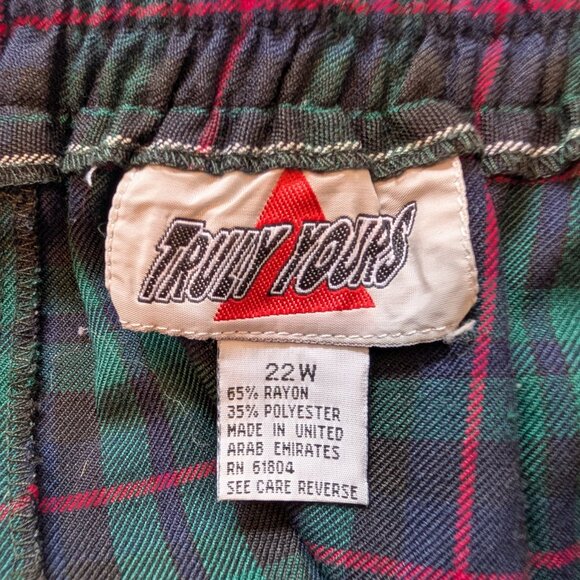 TRULY YOURS
22W
65% RAYON
35% POLYESTER
MADE IN UNITED
ARAB EMIRATES
RN 61804
SEE CARE REVERSE